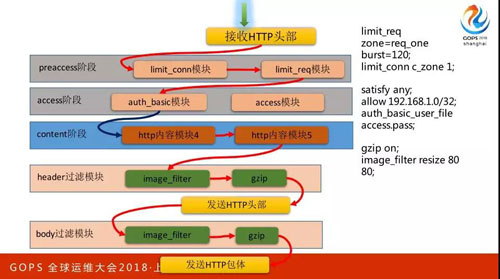 GOPS 2018
shanghai
接收HTTP头部
preaccess阶段
limit_conn模块
limit_req模块
access阶段
auth_basic模块
access模块
content阶段
http内容模块4
http内容模块5
header过滤模块
image_filter
gzip
发送HTTP头部
body过滤模块
image_filter
gzip
发送HTTP包体
limit_req
zone=req_one
burst=120;
limit_conn c_zone 1;
satisfy any;
allow 192.168.1.0/32;
auth_basic_user_file
access.pass;
gzip on;
image_filter resize 80
80;
GOPS 全球运维大会2018·上